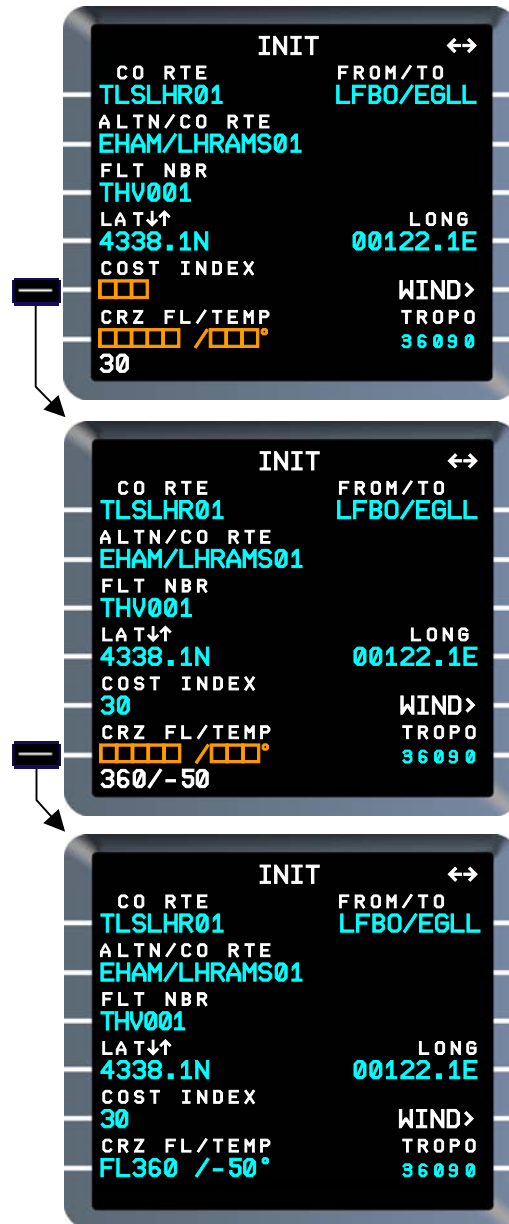 INIT ↔
CO RTE FROM/TO
TLSLHR01 LFBO/EGLL
ALTN/CO RTE
EHAM/LHRAMS01
FLT NBR
THV001
LAT↓↑ LONG
4338.1N 00122.1E
COST INDEX
□□□ WIND>
CRZ FL/TEMP TROPO
□□□□□ /□□□° 36090
30
INIT ↔
CO RTE FROM/TO
TLSLHR01 LFBO/EGLL
ALTN/CO RTE
EHAM/LHRAMS01
FLT NBR
THV001
LAT↓↑ LONG
4338.1N 00122.1E
COST INDEX
30 WIND>
CRZ FL/TEMP TROPO
□□□□□ /□□□° 36090
360/-50
INIT ↔
CO RTE FROM/TO
TLSLHR01 LFBO/EGLL
ALTN/CO RTE
EHAM/LHRAMS01
FLT NBR
THV001
LAT↓↑ LONG
4338.1N 00122.1E
COST INDEX
30 WIND>
CRZ FL/TEMP TROPO
FL360 /-50° 36090